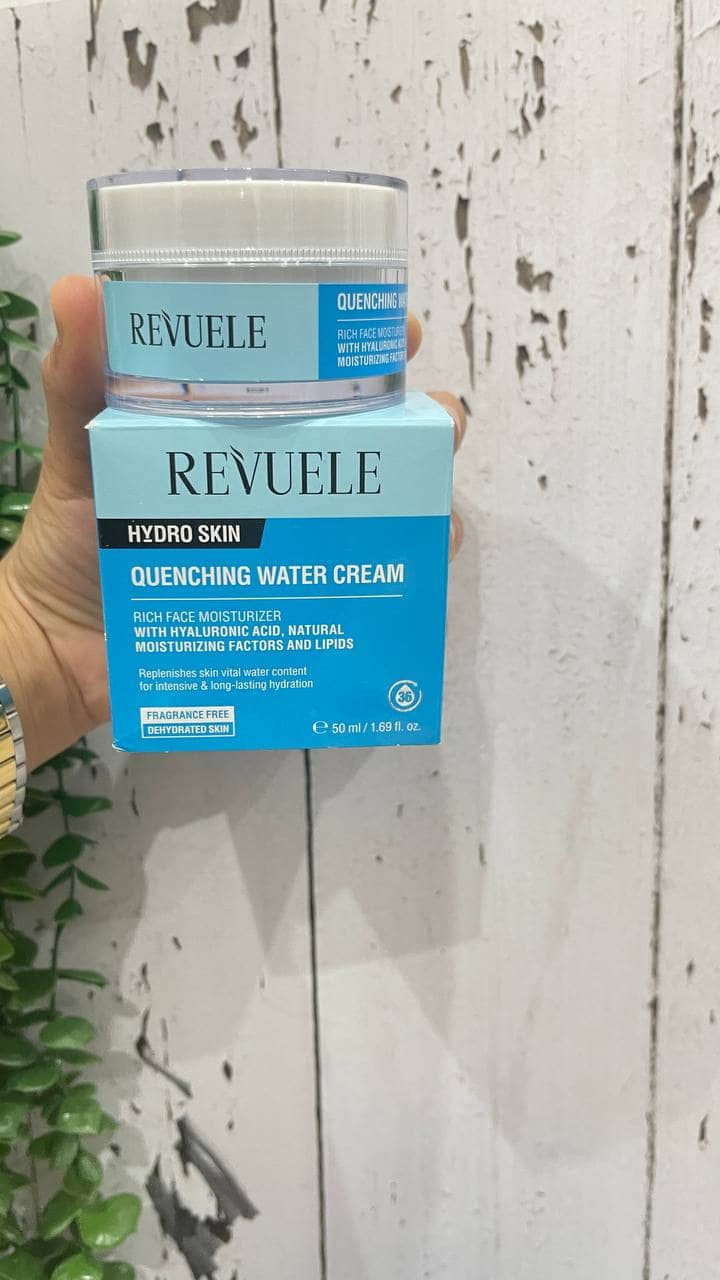 REVUELE
QUENCHING
RICH FACE
WITH HYALURONIC
MOISTURIZING
REVUELE
HYDRO SKIN
QUENCHING WATER CREAM
RICH FACE MOISTURIZER
WITH HYALURONIC ACID, NATURAL
MOISTURIZING FACTORS AND LIPIDS
Replenishes skin vital water content
for intensive & long-lasting hydration
36
FRAGRANCE FREE
DEHYDRATED SKIN
℮ 50 ml / 1.69 fl. oz.